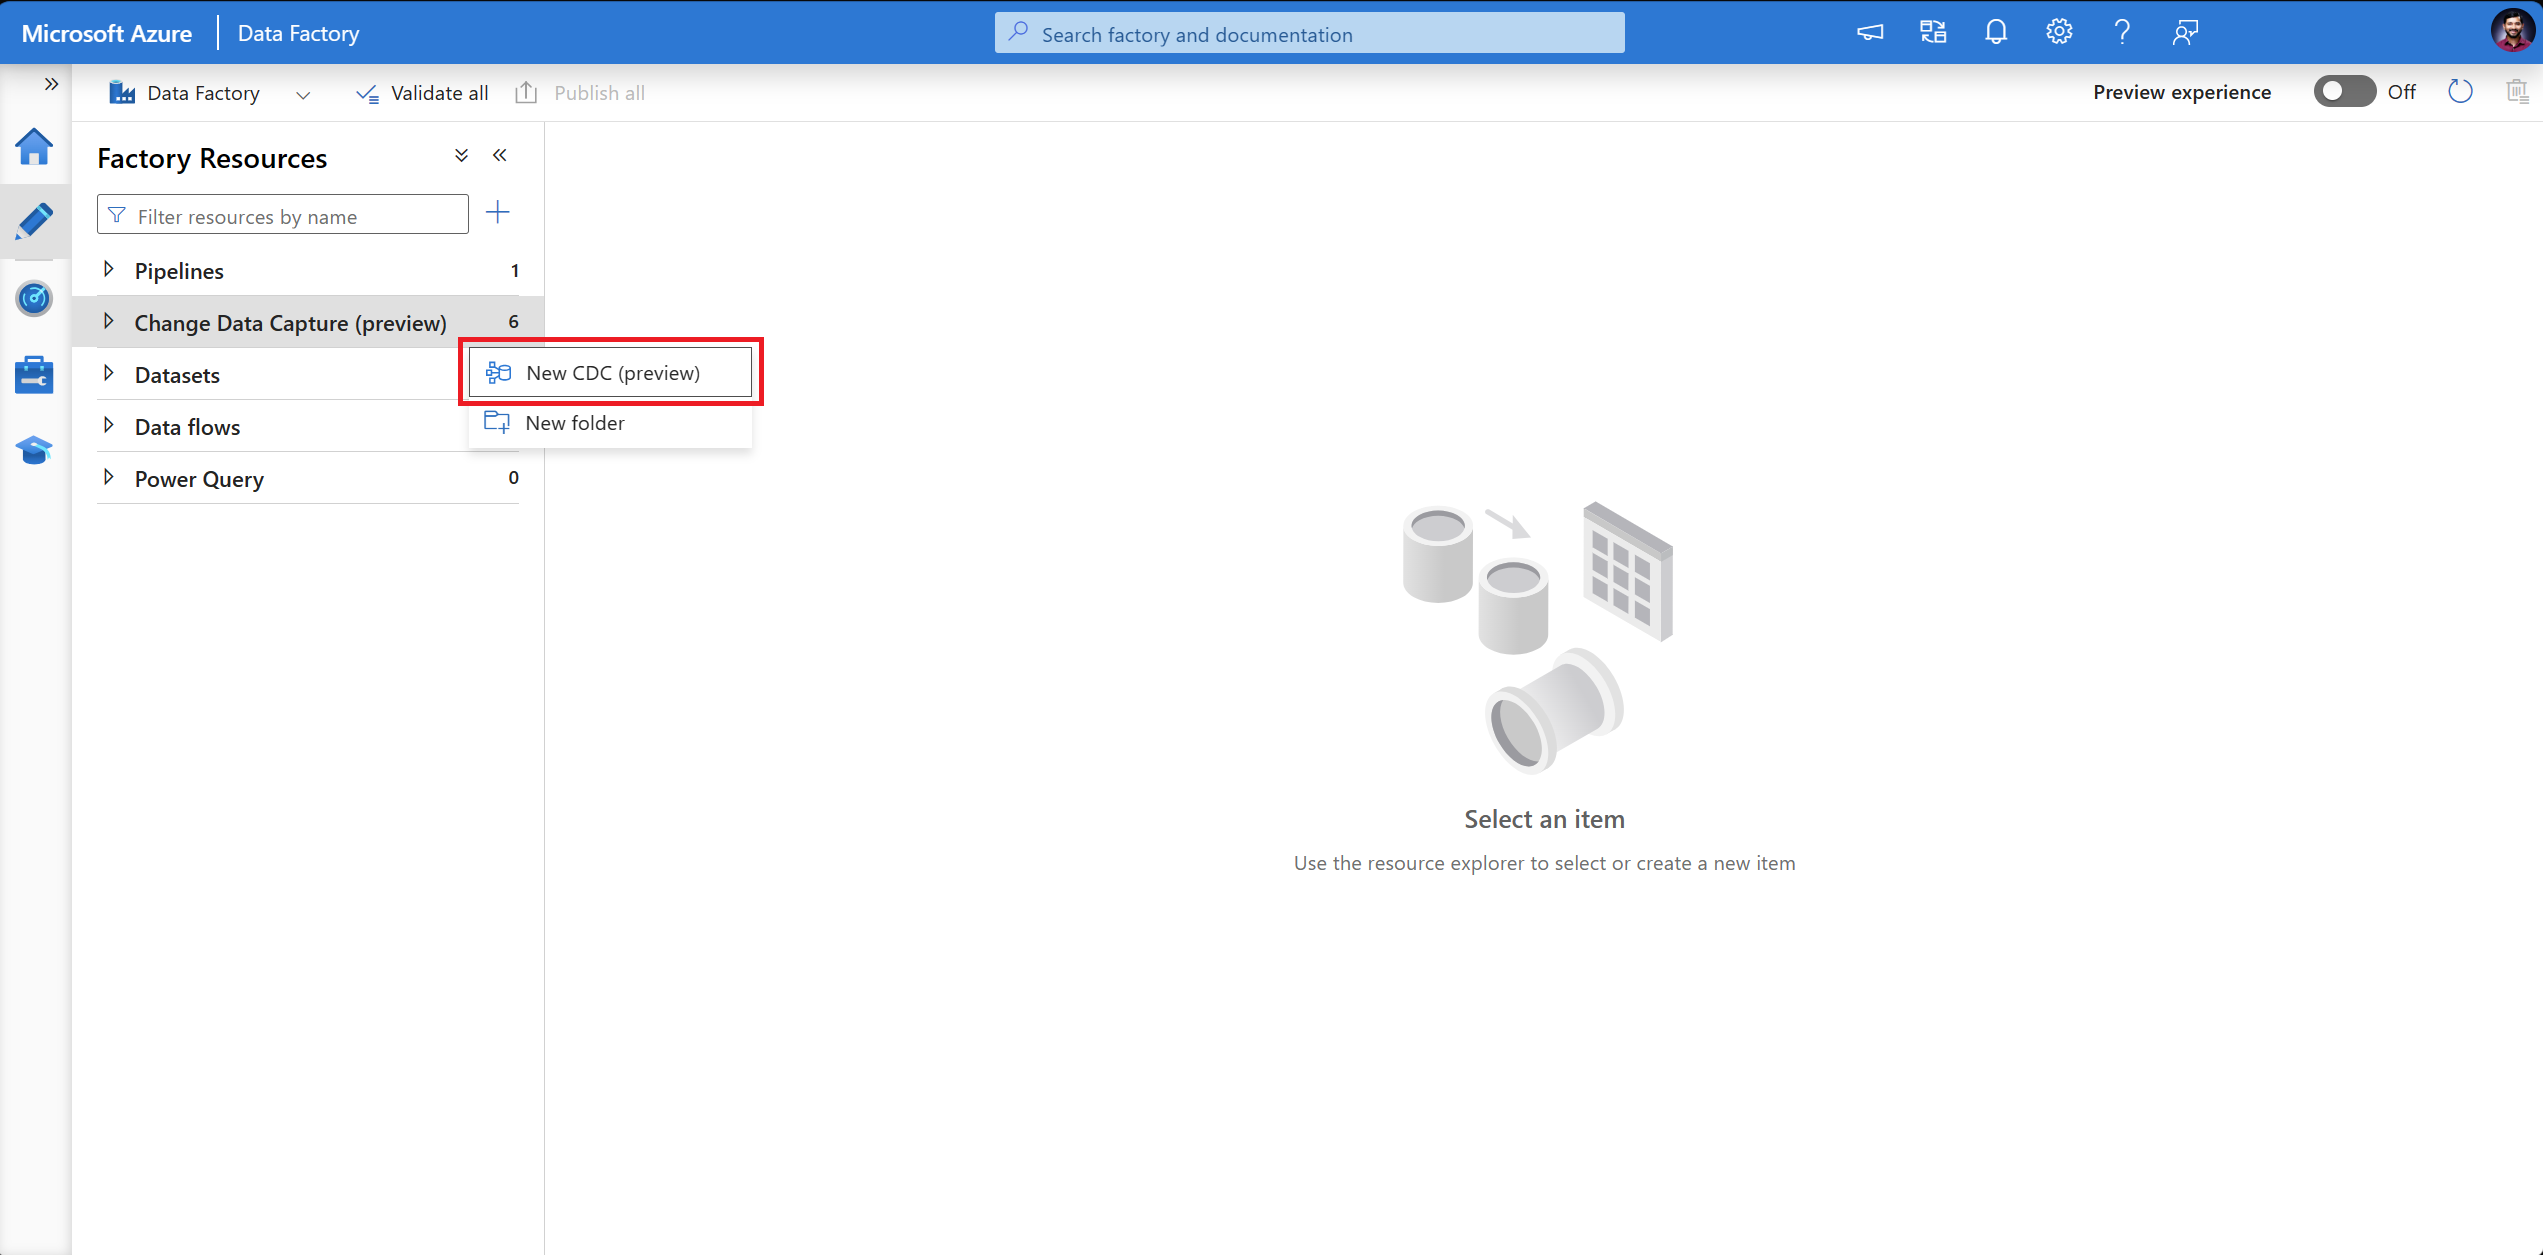 Microsoft Azure
Data Factory
Search factory and documentation
Data Factory
Validate all
Publish all
Preview experience
Off
Factory Resources
Filter resources by name
Pipelines 1
Change Data Capture (preview) 6
New CDC (preview)
Datasets
New folder
Data flows
Power Query 0
Select an item
Use the resource explorer to select or create a new item